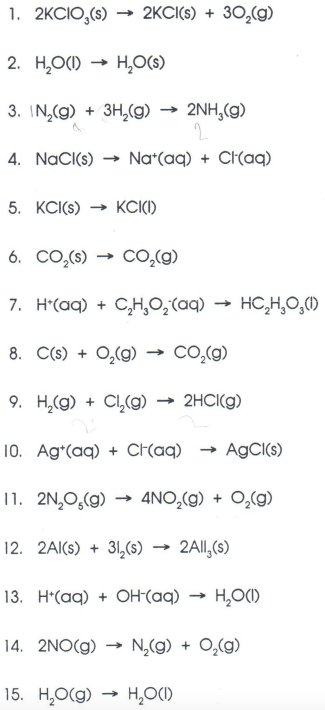 1. 2KClO₃(s) → 2KCl(s) + 3O₂(g)
2. H₂O(l) → H₂O(s)
3. N₂(g) + 3H₂(g) → 2NH₃(g)
2
4. NaCl(s) → Na⁺(aq) + Cl⁻(aq)
5. KCl(s) → KCl(l)
6. CO₂(s) → CO₂(g)
7. H⁺(aq) + C₂H₃O₂⁻(aq) → HC₂H₃O₃(l)
8. C(s) + O₂(g) → CO₂(g)
9. H₂(g) + Cl₂(g) → 2HCl(g)
10. Ag⁺(aq) + Cl⁻(aq) → AgCl(s)
11. 2N₂O₅(g) → 4NO₂(g) + O₂(g)
12. 2Al(s) + 3I₂(s) → 2AlI₃(s)
13. H⁺(aq) + OH⁻(aq) → H₂O(l)
14. 2NO(g) → N₂(g) + O₂(g)
15. H₂O(g) → H₂O(l)